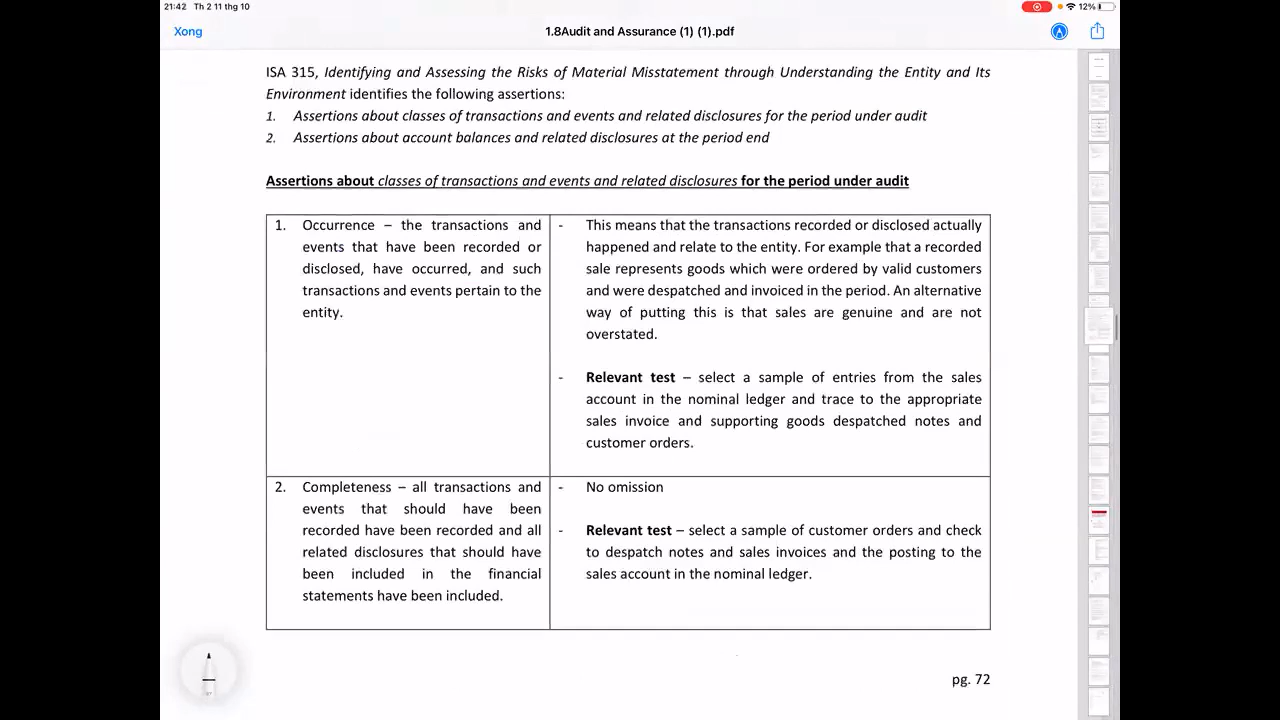 21:42 Th 2 11 thg 10
12%
Xong
1.8Audit and Assurance (1) (1).pdf
ISA Identifying and Assessing the Risks of Material Misstatement through Understanding the Entity and Its
Environment identifies the following assertions
1. Assertions about classes of transactions and events and related disclosures for the period under audit
2. Assertions about account balances and related disclosures at the period end
Assertions about classes of transactions and events and related disclosures for the period under audit
1. Occurrence: the transactions and
events that have been recorded or
disclosed, have occurred, and such
transactions and events pertain to the
entity.
- This means that the transactions recorded or disclosed actually
happened and relate to the entity. For example that a recorded
sale represents goods which were ordered by valid customers
and were despatched and invoiced in the period. An alternative
way of putting this is that sales are genuine and are not
overstated.
- Relevant test – select a sample of entries from the sales
account in the nominal ledger and trace to the appropriate
sales invoice and supporting goods dispatched notes and
customer orders.
2. Completeness: all transactions and
events that should have been
recorded have been recorded and all
related disclosures that should have
been included in the financial
statements have been included.
- No omission
- Relevant test – select a sample of customer orders and check
to despatch notes and sales invoices and the posting to the
sales account in the nominal ledger.
pg. 72